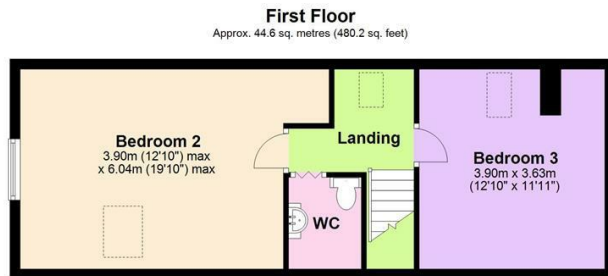 First Floor
Approx. 44.6 sq. metres (480.2 sq. feet)
Bedroom 2
3.90m (12'10") max
x 6.04m (19'10") max
Landing
Bedroom 3
3.90m x 3.63m
(12'10" x 11'11")
WC